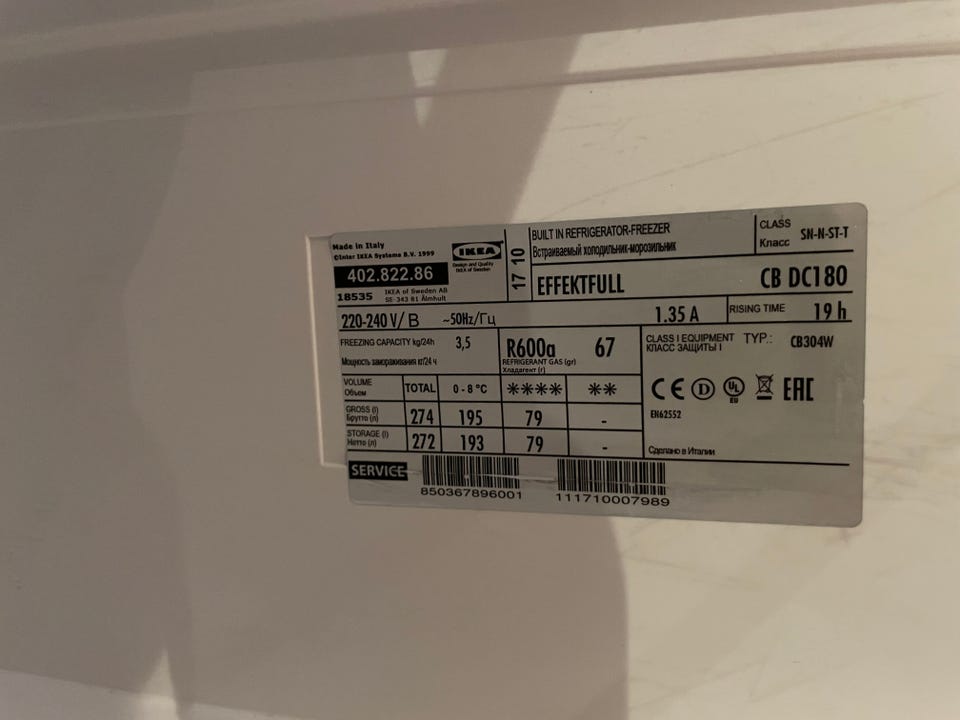 Made in Italy
©Inter IKEA Systems B.V. 1999
402.822.86
18535
IKEA of Sweden AB
SE-343 81 Älmhult
IKEA
Design and Quality
IKEA of Sweden
17 10
BUILT IN REFRIGERATOR-FREEZER
Встраиваемый холодильник-морозильник
CLASS
Класс
SN-N-ST-T
EFFEKTFULL
CB DC180
220-240 V/ В ~50Hz/Гц
1.35 A
RISING TIME
19 h
FREEZING CAPACITY kg/24h
3,5
Мощность замораживания кг/24 ч
R600a
67
REFRIGERANT GAS (gr)
Хладагент (г)
CLASS I EQUIPMENT
КЛАСС ЗАЩИТЫ I
TYP.:
CB304W
VOLUME
Объем
TOTAL
0 - 8 °C
****
**
GROSS (l)
Брутто (л)
274
195
79
-
STORAGE (l)
Нетто (л)
272
193
79
-
CE
D
UL
EU
EAC
EN62552
Сделано в Италии
SERVICE
850367896001
111710007989